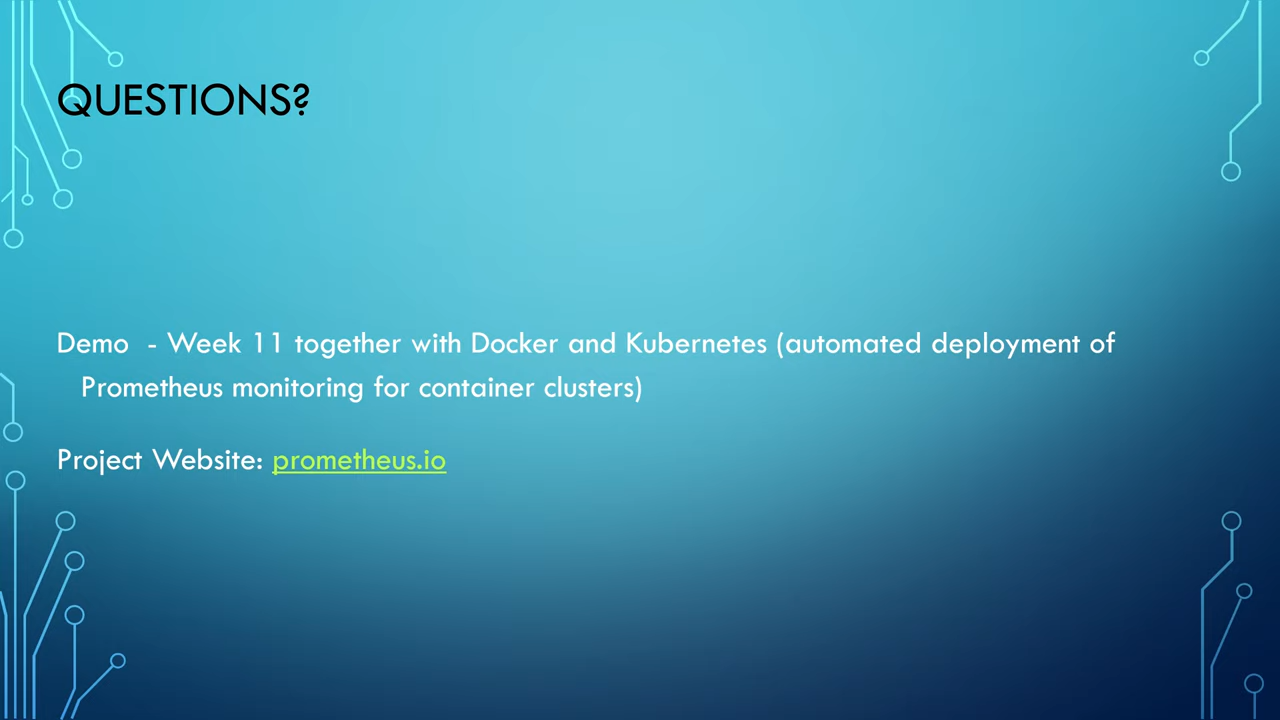 QUESTIONS?
Demo  - Week 11 together with Docker and Kubernetes (automated deployment of
Prometheus monitoring for container clusters)
Project Website: prometheus.io